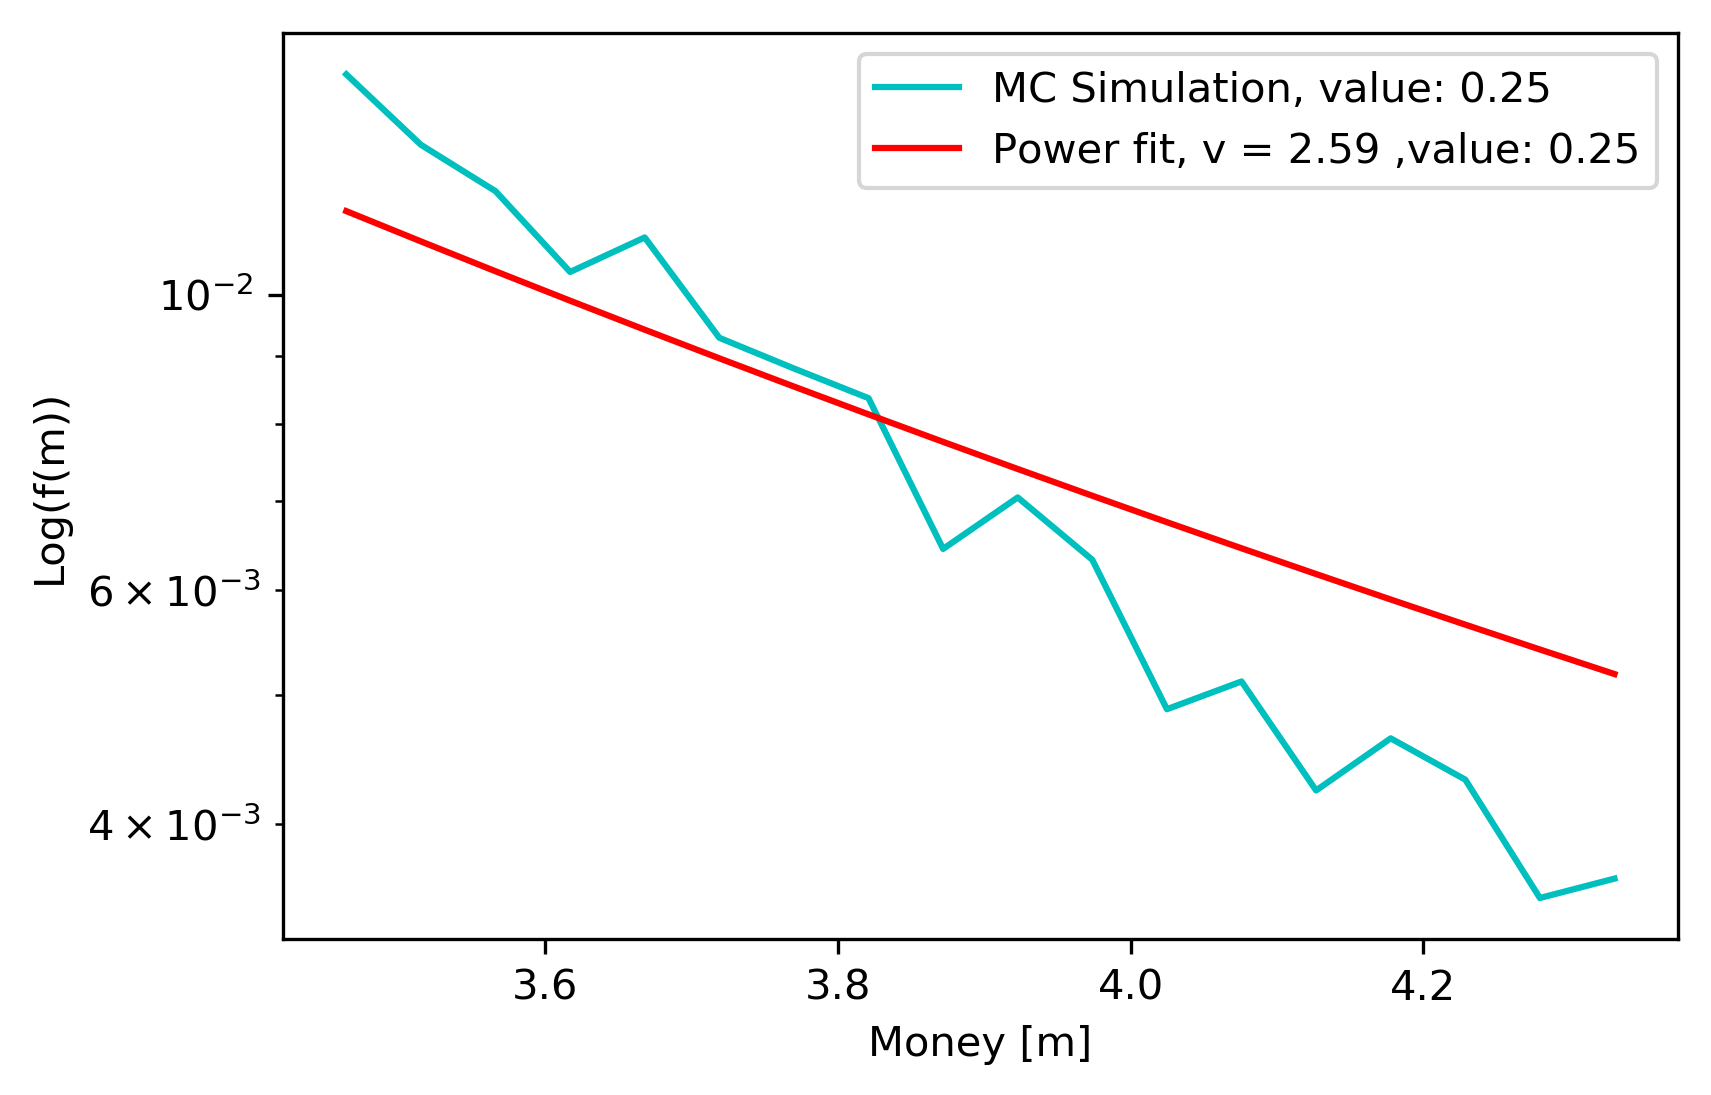 MC Simulation, value: 0.25
Power fit, v = 2.59 ,value: 0.25
Log(f(m))
10⁻²
6 × 10⁻³
4 × 10⁻³
3.6 3.8 4.0 4.2
Money [m]